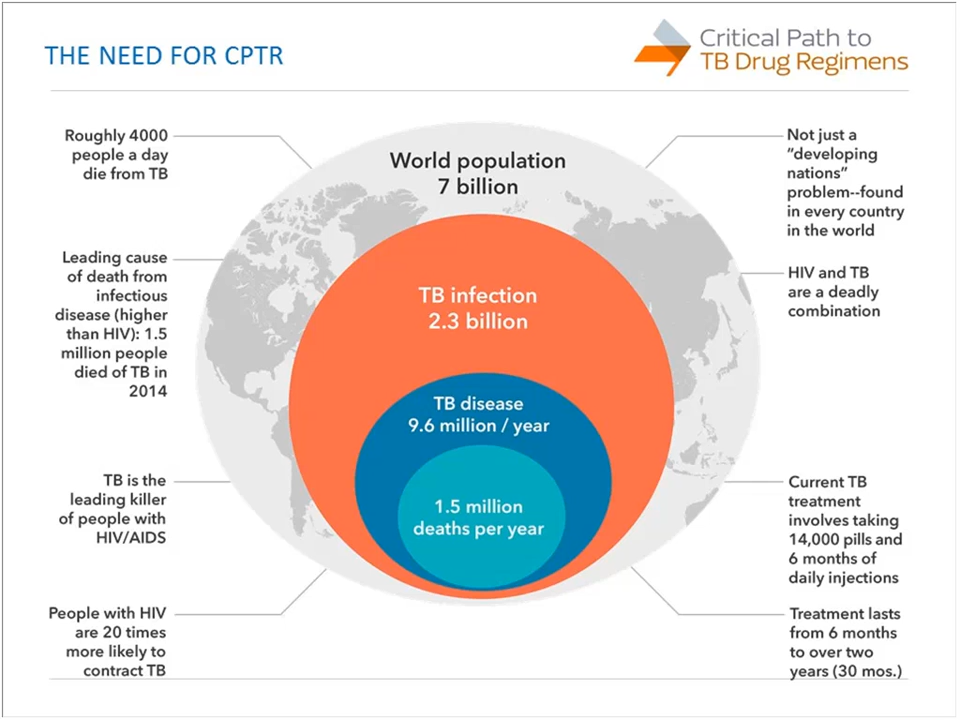 THE NEED FOR CPTR
Critical Path to
TB Drug Regimens
Roughly 4000
people a day
die from TB
Leading cause
of death from
infectious
disease (higher
than HIV): 1.5
million people
died of TB in
2014
TB is the
leading killer
of people with
HIV/AIDS
People with HIV
are 20 times
more likely to
contract TB
World population
7 billion
TB infection
2.3 billion
TB disease
9.6 million / year
1.5 million
deaths per year
Not just a
"developing
nations"
problem--found
in every country
in the world
HIV and TB
are a deadly
combination
Current TB
treatment
involves taking
14,000 pills and
6 months of
daily injections
Treatment lasts
from 6 months
to over two
years (30 mos.)